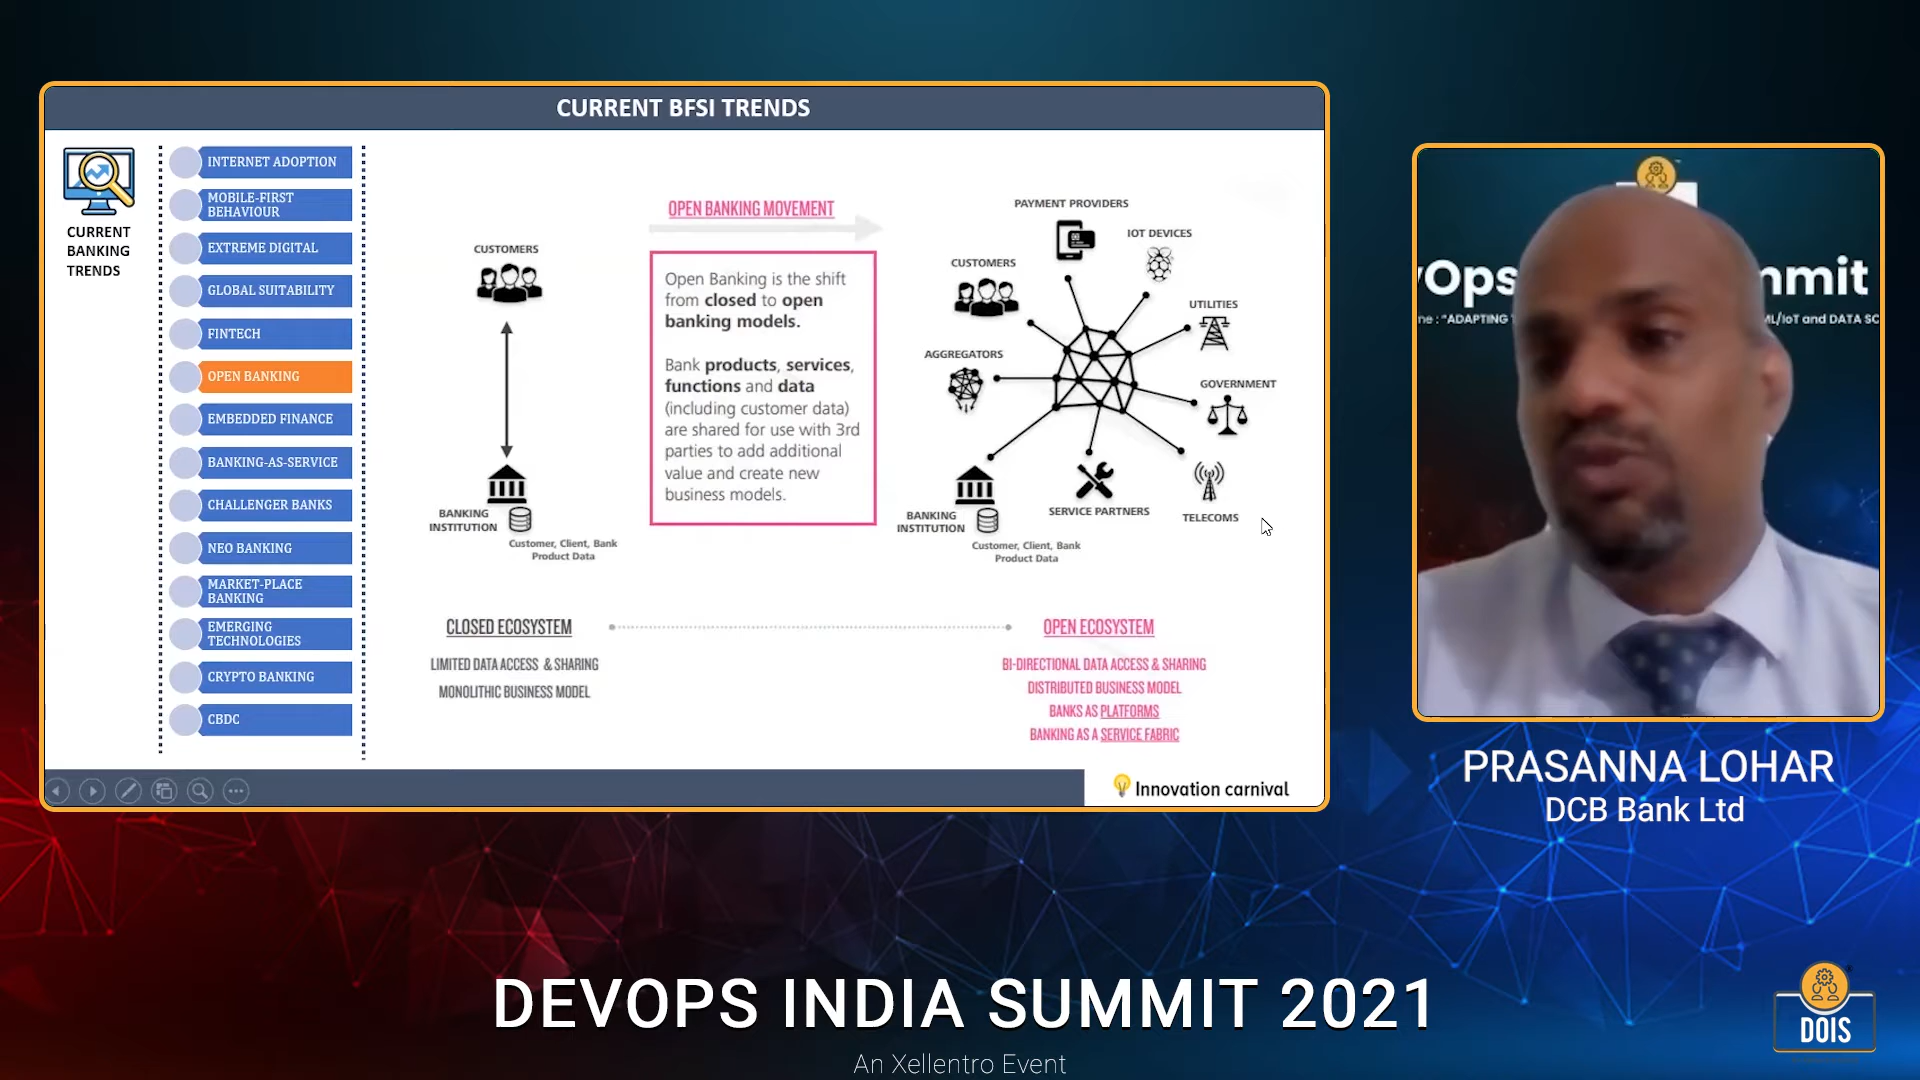 CURRENT BFSI TRENDS
CURRENT
BANKING
TRENDS
INTERNET ADOPTION
MOBILE-FIRST
BEHAVIOUR
EXTREME DIGITAL
GLOBAL SUITABILITY
FINTECH
OPEN BANKING
EMBEDDED FINANCE
BANKING-AS-SERVICE
CHALLENGER BANKS
NEO BANKING
MARKET-PLACE
BANKING
EMERGING
TECHNOLOGIES
CRYPTO BANKING
CBDC
CUSTOMERS
BANKING
INSTITUTION
Customer, Client, Bank
Product Data
OPEN BANKING MOVEMENT
Open Banking is the shift
from closed to open
banking models.
Bank products, services,
functions and data
(including customer data)
are shared for use with 3rd
parties to add additional
value and create new
business models.
PAYMENT PROVIDERS
IOT DEVICES
CUSTOMERS
UTILITIES
AGGREGATORS
GOVERNMENT
BANKING
INSTITUTION
Customer, Client, Bank
Product Data
SERVICE PARTNERS
TELECOMS
CLOSED ECOSYSTEM
LIMITED DATA ACCESS & SHARING
MONOLITHIC BUSINESS MODEL
OPEN ECOSYSTEM
BI-DIRECTIONAL DATA ACCESS & SHARING
DISTRIBUTED BUSINESS MODEL
BANKS AS PLATFORMS
BANKING AS A SERVICE FABRIC
Innovation carnival
Ops
mmit
: "ADAPTING
ML/IoT and DATA SC
PRASANNA LOHAR
DCB Bank Ltd
DEVOPS INDIA SUMMIT 2021
An Xellentro Event
DOIS